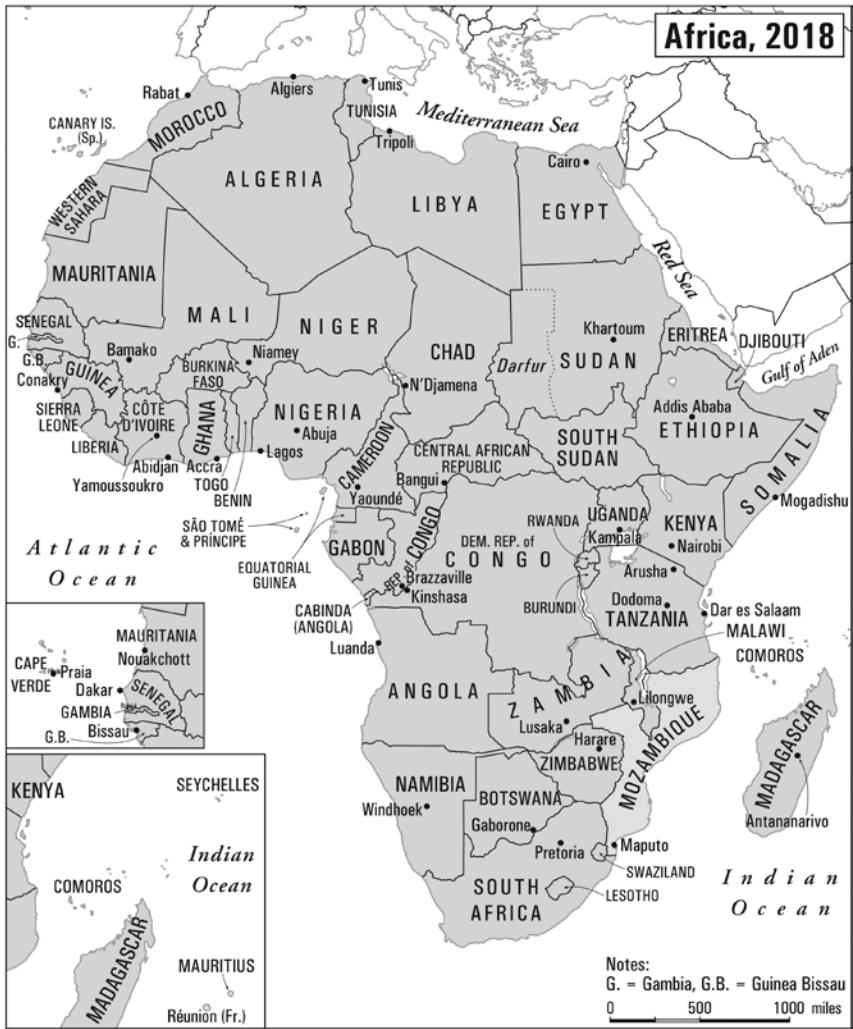 Africa, 2018
Rabat
Algiers
Tunis
CANARY IS.
(Sp.)
MOROCCO
TUNISIA
Mediterranean Sea
Tripoli
Cairo
WESTERN
SAHARA
ALGERIA
LIBYA
EGYPT
Red Sea
MAURITANIA
MALI
NIGER
CHAD
Darfur
SUDAN
Khartoum
ERITREA
DJIBOUTI
Gulf of Aden
SENEGAL
G.
G.B.
Bamako
Niamey
GUINEA
BURKINA
FASO
N'Djamena
Conakry
SIERRA
LEONE
CÔTE
D'IVOIRE
GHANA
NIGERIA
Abuja
Addis Ababa
ETHIOPIA
SOMALIA
LIBERIA
Lagos
CAMEROON
CENTRAL AFRICAN
REPUBLIC
SOUTH
SUDAN
Abidjan
Accra
TOGO
Yamoussoukro
BENIN
Yaoundé
Bangui
Mogadishu
SÃO TOMÉ
& PRÍNCIPE
EQUATORIAL
GUINEA
GABON
REP. of
CONGO
DEM. REP. of
CONGO
RWANDA
UGANDA
Kampala
KENYA
Nairobi
Atlantic
Ocean
Brazzaville
Kinshasa
BURUNDI
Arusha
Dodoma
TANZANIA
Dar es Salaam
CABINDA
(ANGOLA)
Luanda
MALAWI
COMOROS
ANGOLA
ZAMBIA
Lilongwe
Lusaka
Harare
ZIMBABWE
MOZAMBIQUE
MADAGASCAR
Antananarivo
NAMIBIA
Windhoek
BOTSWANA
Gaborone
Pretoria
Maputo
SWAZILAND
LESOTHO
SOUTH
AFRICA
Indian
Ocean
MAURITANIA
Nouakchott
CAPE
VERDE
Praia
Dakar
SENEGAL
GAMBIA
G.B.
Bissau
KENYA
SEYCHELLES
Indian
Ocean
COMOROS
MADAGASCAR
MAURITIUS
Réunion (Fr.)
Notes:
G. = Gambia, G.B. = Guinea Bissau
0 500 1000 miles